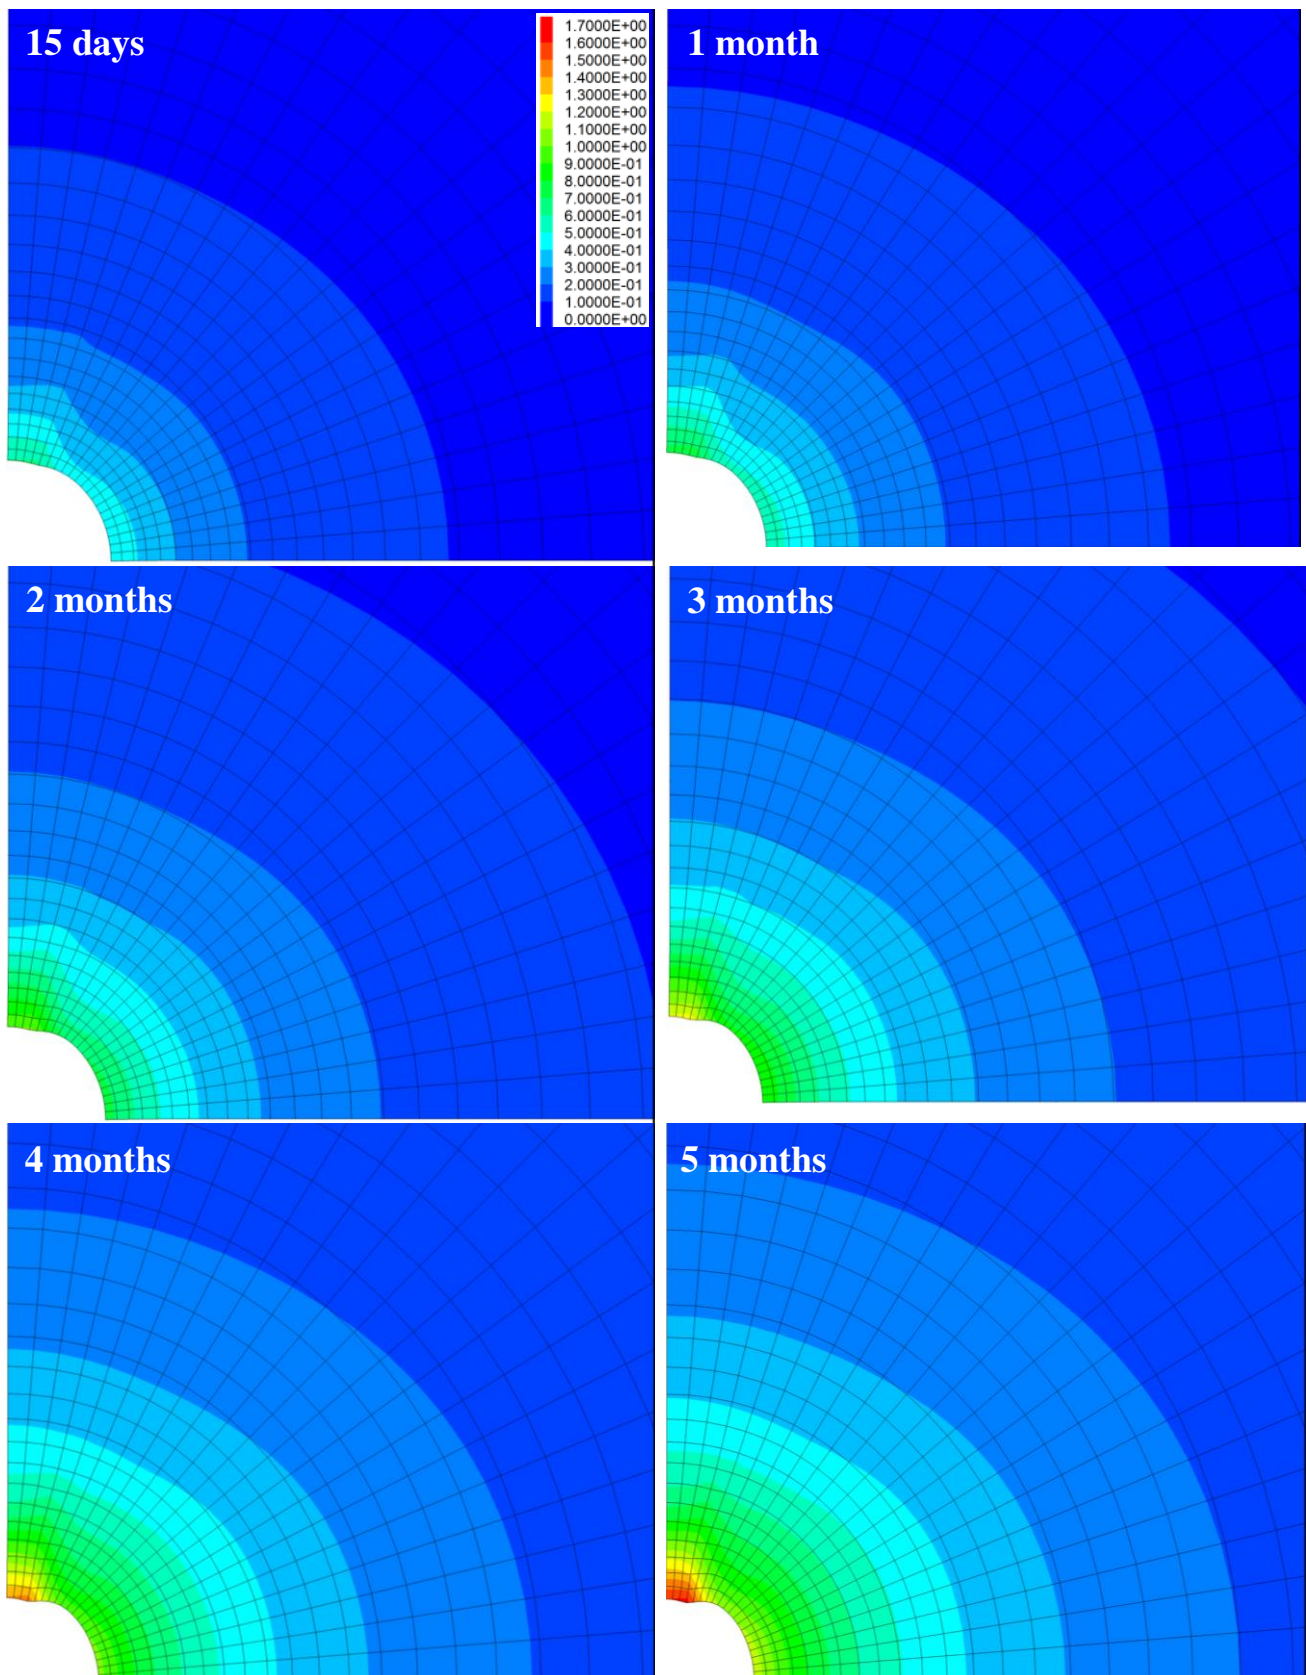 15 days
1.7000E+00
1.6000E+00
1.5000E+00
1.4000E+00
1.3000E+00
1.2000E+00
1.1000E+00
1.0000E+00
9.0000E-01
8.0000E-01
7.0000E-01
6.0000E-01
5.0000E-01
4.0000E-01
3.0000E-01
2.0000E-01
1.0000E-01
0.0000E+00
1 month
2 months
3 months
4 months
5 months